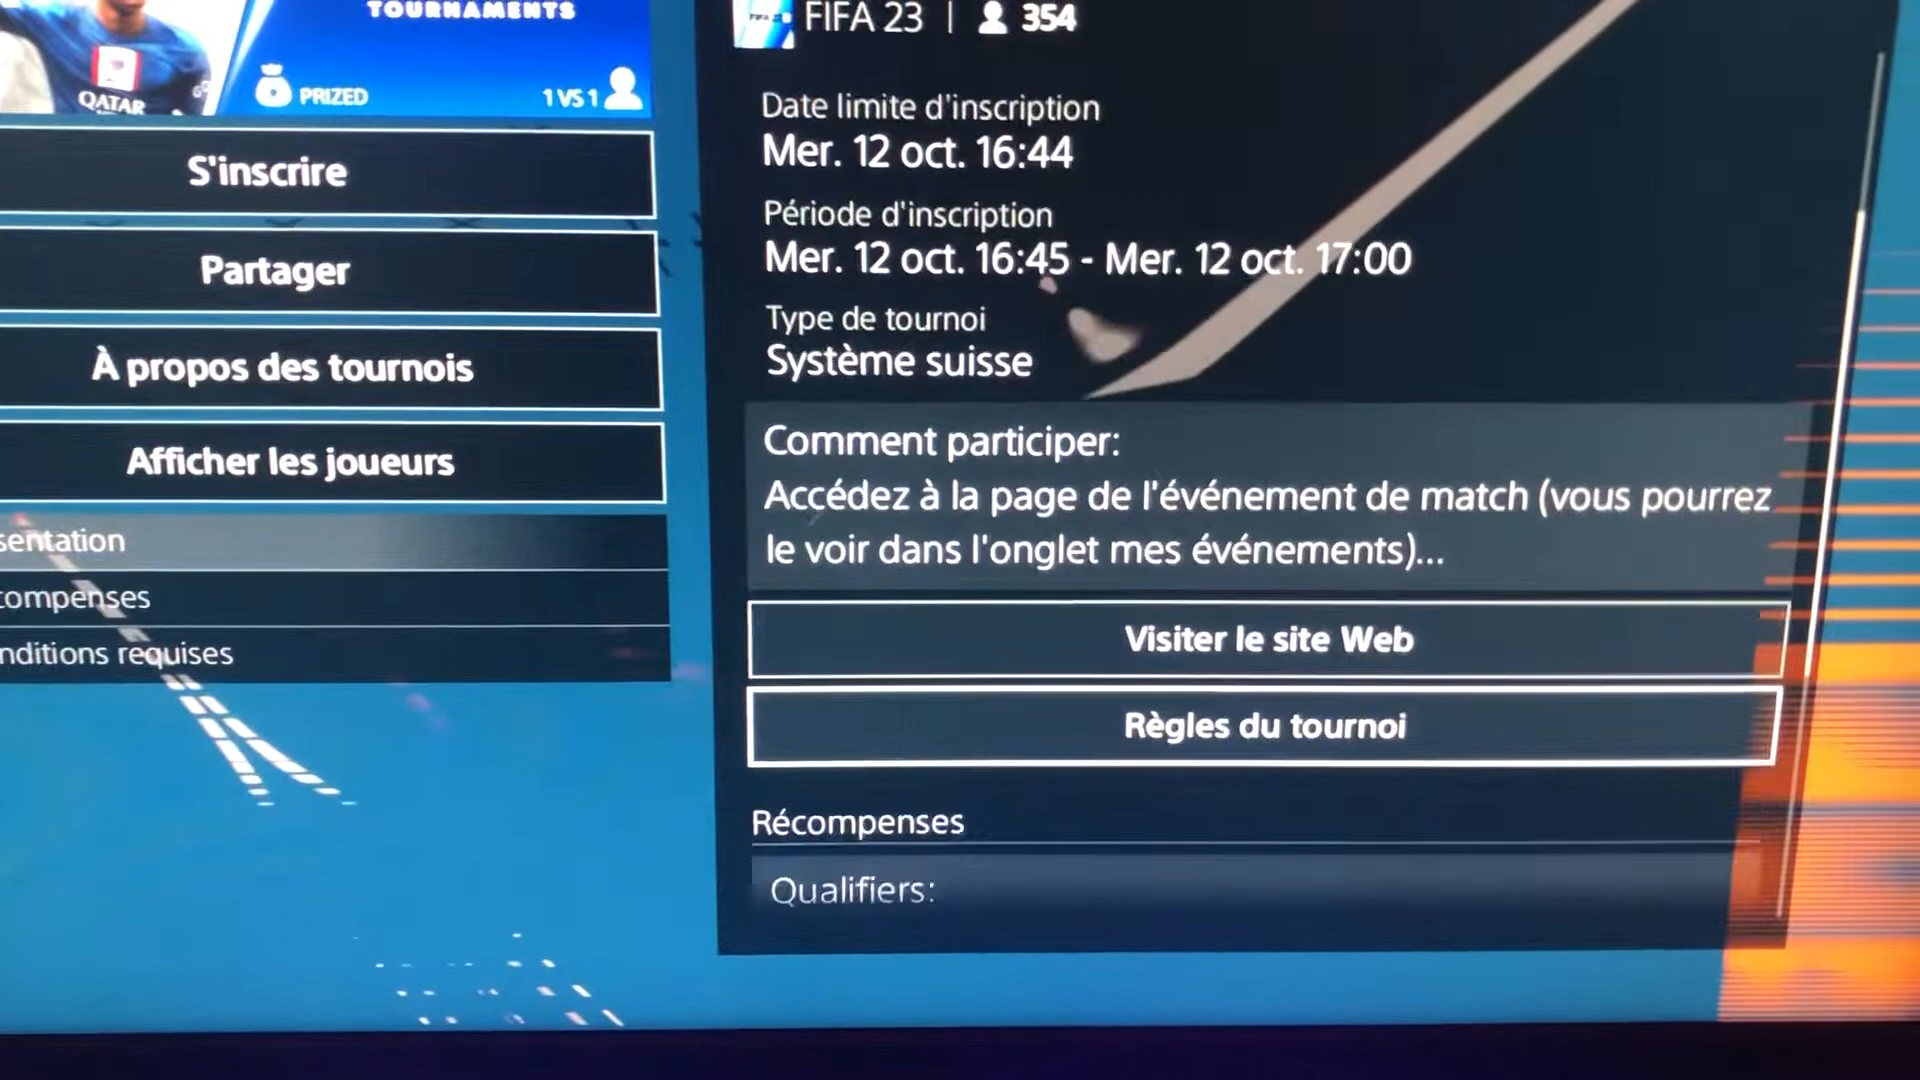 TOURNAMENTS
QATAR
PRIZED
1 VS 1
S'inscrire
Partager
À propos des tournois
Afficher les joueurs
sentation
compenses
nditions requises
FIFA 23 | 354
Date limite d'inscription
Mer. 12 oct. 16:44
Période d'inscription
Mer. 12 oct. 16:45 - Mer. 12 oct. 17:00
Type de tournoi
Système suisse
Comment participer:
Accédez à la page de l'événement de match (vous pourrez
le voir dans l'onglet mes événements)...
Visiter le site Web
Règles du tournoi
Récompenses
Qualifiers: